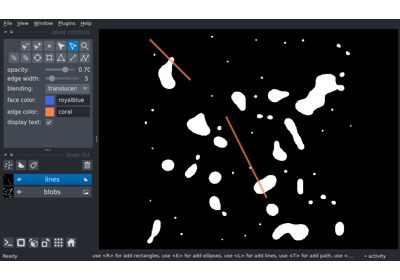 File View Window Plugins Help
layer controls
opacity: 0.70
edge width: 5
blending: translucen
face color: royalblue
edge color: coral
display text:
layer list
lines
blobs
Ready use <R> for add rectangles, use <E> for add ellipses, use <L> for add lines, use <T> for add path, use <... activity